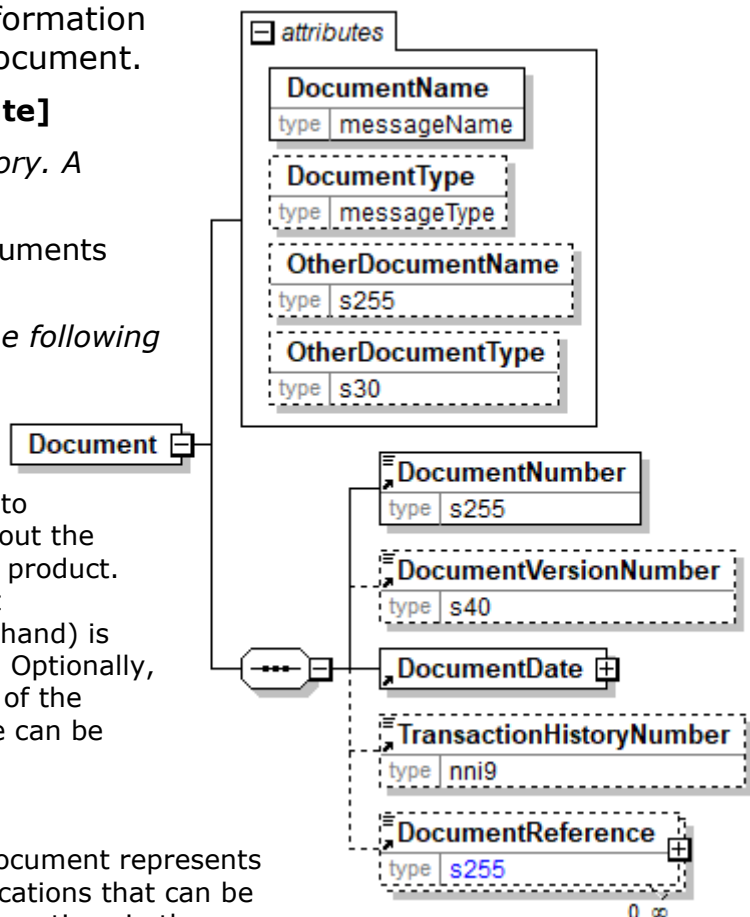 formation
ocument.
te]
ory. A
uments
e following
to
out the
product.
hand) is
Optionally,
of the
e can be
ocument represents
cations that can be
attributes
DocumentName
type messageName
DocumentType
type messageType
OtherDocumentName
type s255
OtherDocumentType
type s30
Document
DocumentNumber
type s255
DocumentVersionNumber
type s40
DocumentDate
TransactionHistoryNumber
type nni9
DocumentReference
type s255
0..∞